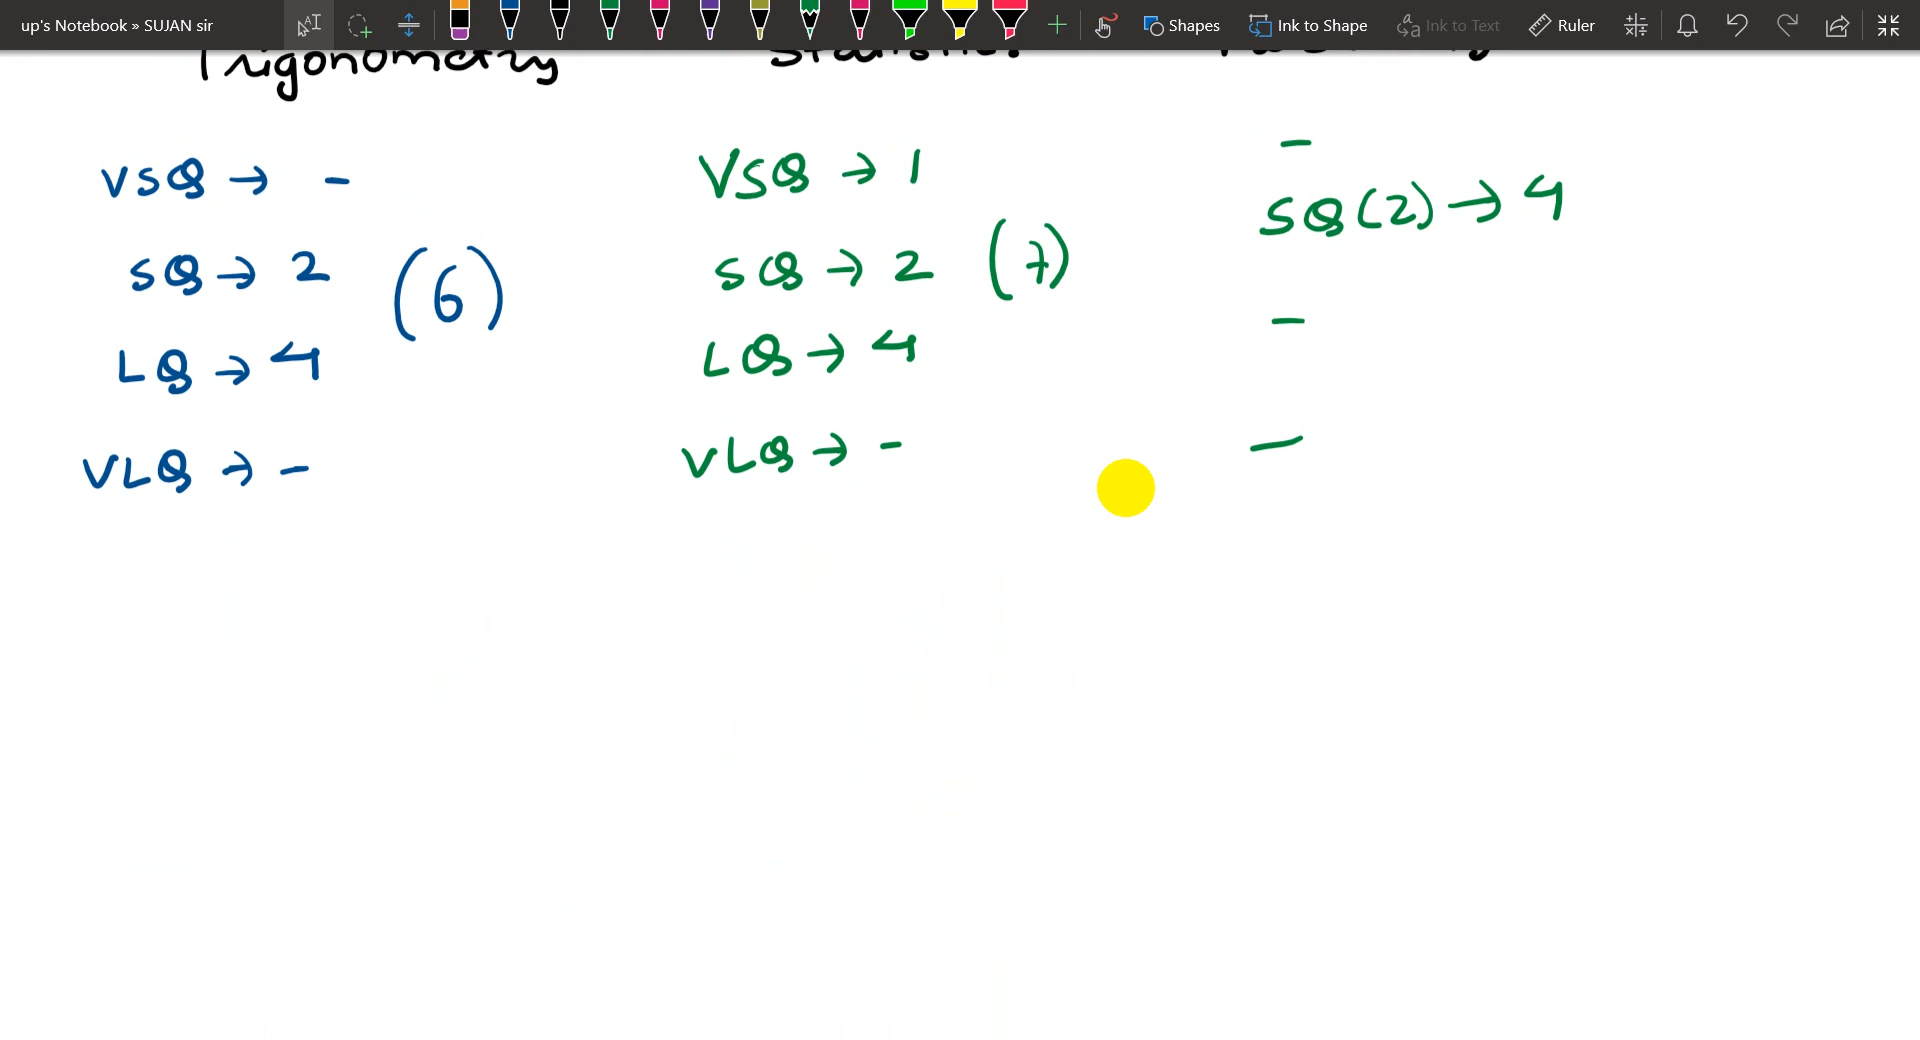 up's Notebook » SUJAN sir
Shapes Ink to Shape Ink to Text Ruler
Trigonometry
VSQ → -
SQ → 2 (6)
LQ → 4
VLQ → -
VSQ → 1
SQ → 2 (7)
LQ → 4
VLQ → -
-
SQ(2) → 4
-
-